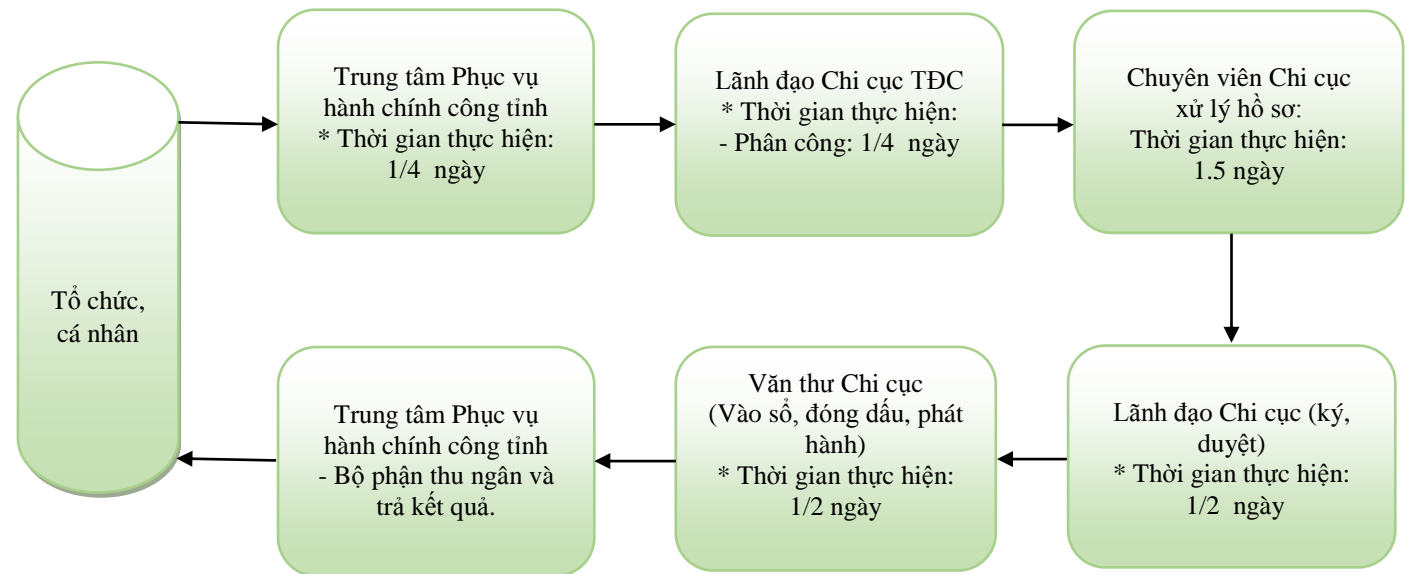 Trung tâm Phục vụ
hành chính công tỉnh
* Thời gian thực hiện:
1/4 ngày
Lãnh đạo Chi cục TĐC
* Thời gian thực hiện:
- Phân công: 1/4 ngày
Chuyên viên Chi cục
xử lý hồ sơ:
Thời gian thực hiện:
1.5 ngày
Tổ chức,
cá nhân
Trung tâm Phục vụ
hành chính công tỉnh
- Bộ phận thu ngân và
trả kết quả.
Văn thư Chi cục
(Vào sổ, đóng dấu, phát
hành)
* Thời gian thực hiện:
1/2 ngày
Lãnh đạo Chi cục (ký,
duyệt)
* Thời gian thực hiện:
1/2 ngày